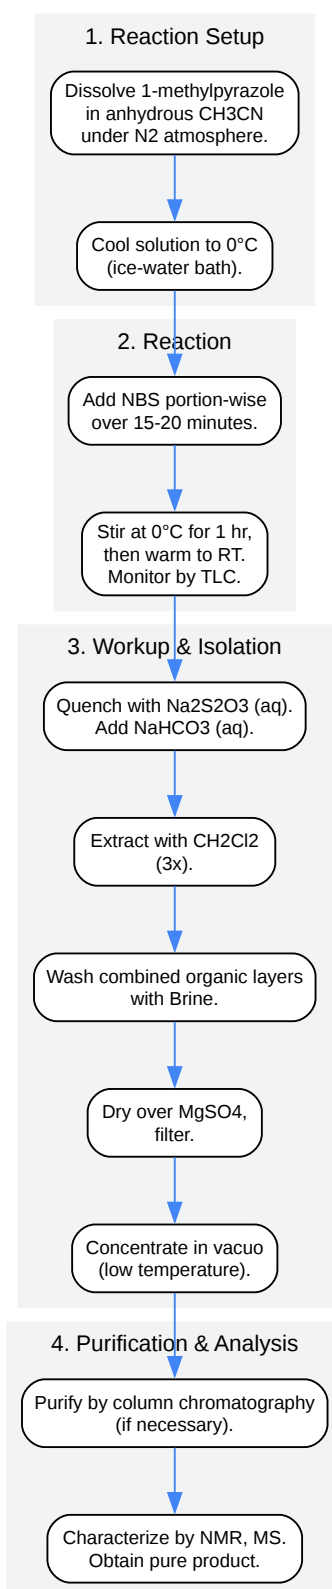 1. Reaction Setup
Dissolve 1-methylpyrazole
in anhydrous CH3CN
under N2 atmosphere.
Cool solution to 0°C
(ice-water bath).
2. Reaction
Add NBS portion-wise
over 15-20 minutes.
Stir at 0°C for 1 hr,
then warm to RT.
Monitor by TLC.
3. Workup & Isolation
Quench with Na2S2O3 (aq).
Add NaHCO3 (aq).
Extract with CH2Cl2
(3x).
Wash combined organic layers
with Brine.
Dry over MgSO4,
filter.
Concentrate in vacuo
(low temperature).
4. Purification & Analysis
Purify by column chromatography
(if necessary).
Characterize by NMR, MS.
Obtain pure product.